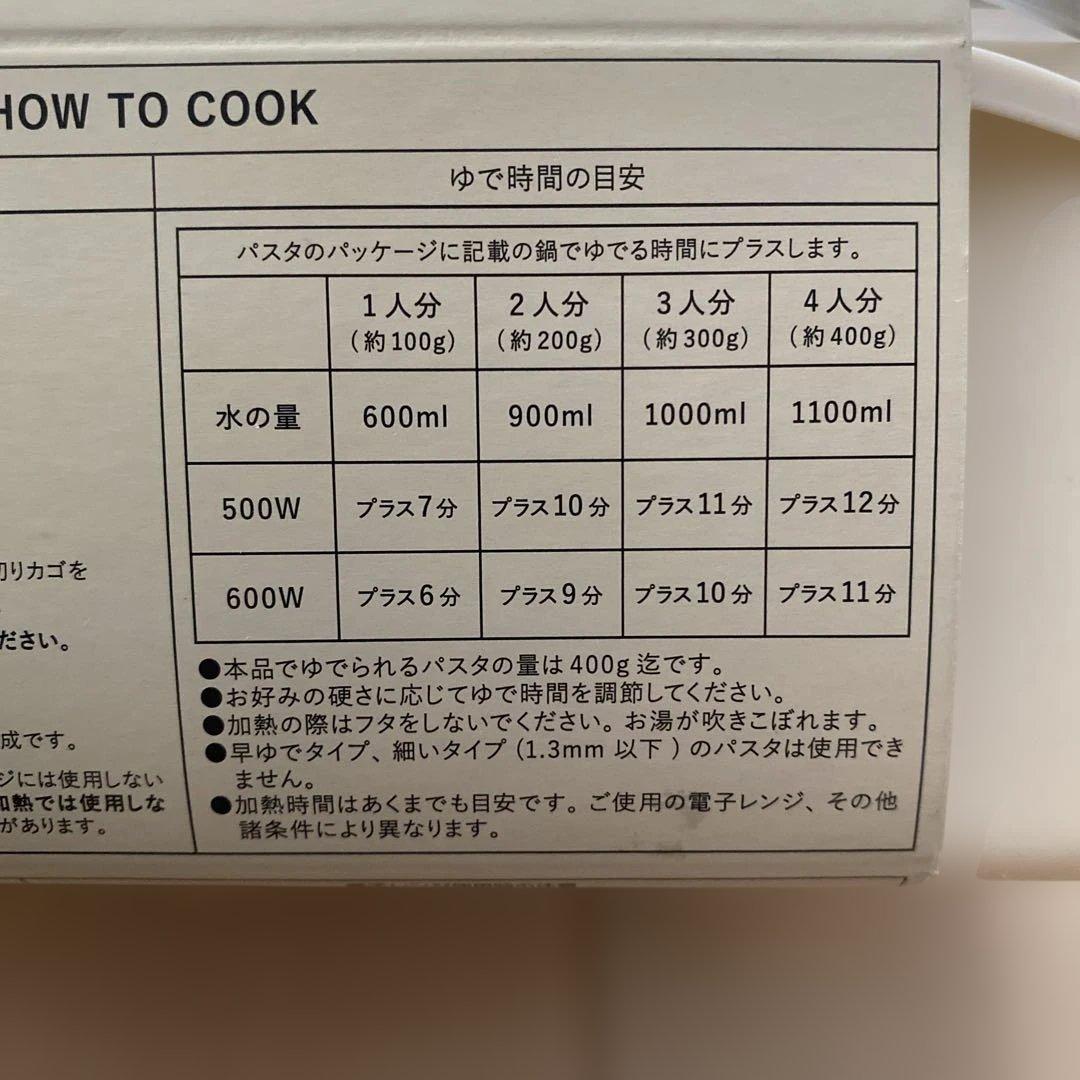 HOW TO COOK
ゆで時間の目安
パスタのパッケージに記載の鍋でゆでる時間にプラスします。
1人分 2人分 3人分 4人分
(約100g) (約200g) (約300g) (約400g)
水の量 600ml 900ml 1000ml 1100ml
500W プラス7分 プラス10分 プラス11分 プラス12分
600W プラス6分 プラス9分 プラス10分 プラス11分
●本品でゆでられるパスタの量は400g迄です。
●お好みの硬さに応じてゆで時間を調節してください。
●加熱の際はフタをしないでください。お湯が吹きこぼれます。
●早ゆでタイプ、細いタイプ(1.3mm以下)のパスタは使用でき
ません。
●加熱時間はあくまでも目安です。ご使用の電子レンジ、その他
諸条件により異なります。
切りカゴを
ださい。
成です。
ジには使用しない
加熱では使用しな
があります。